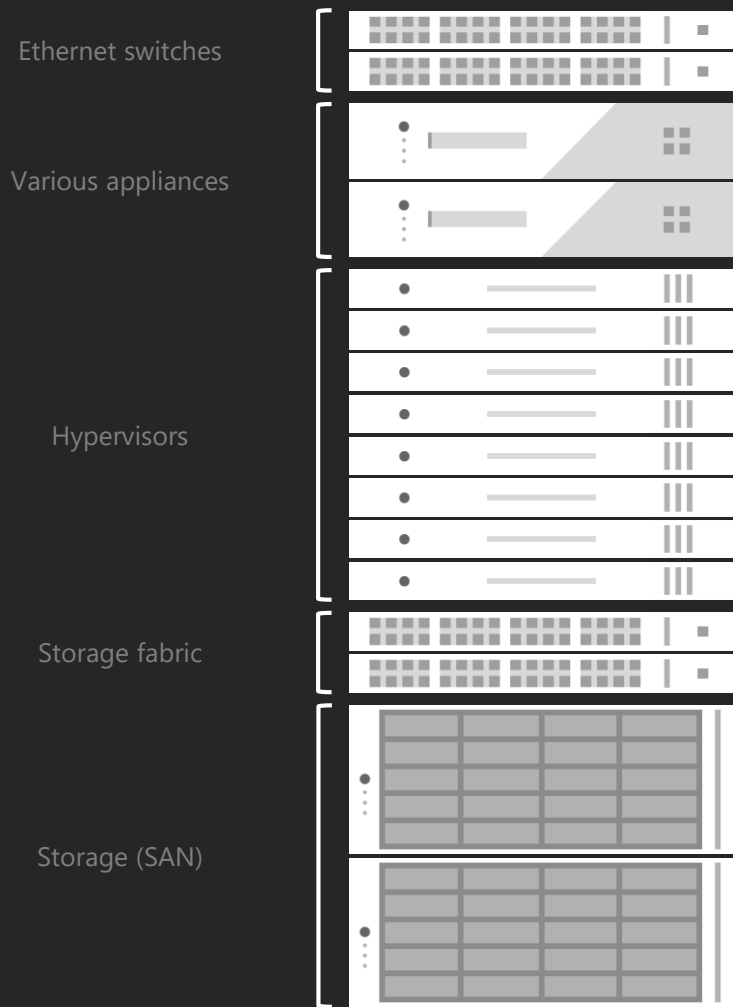 Ethernet switches
Various appliances
Hypervisors
Storage fabric
Storage (SAN)